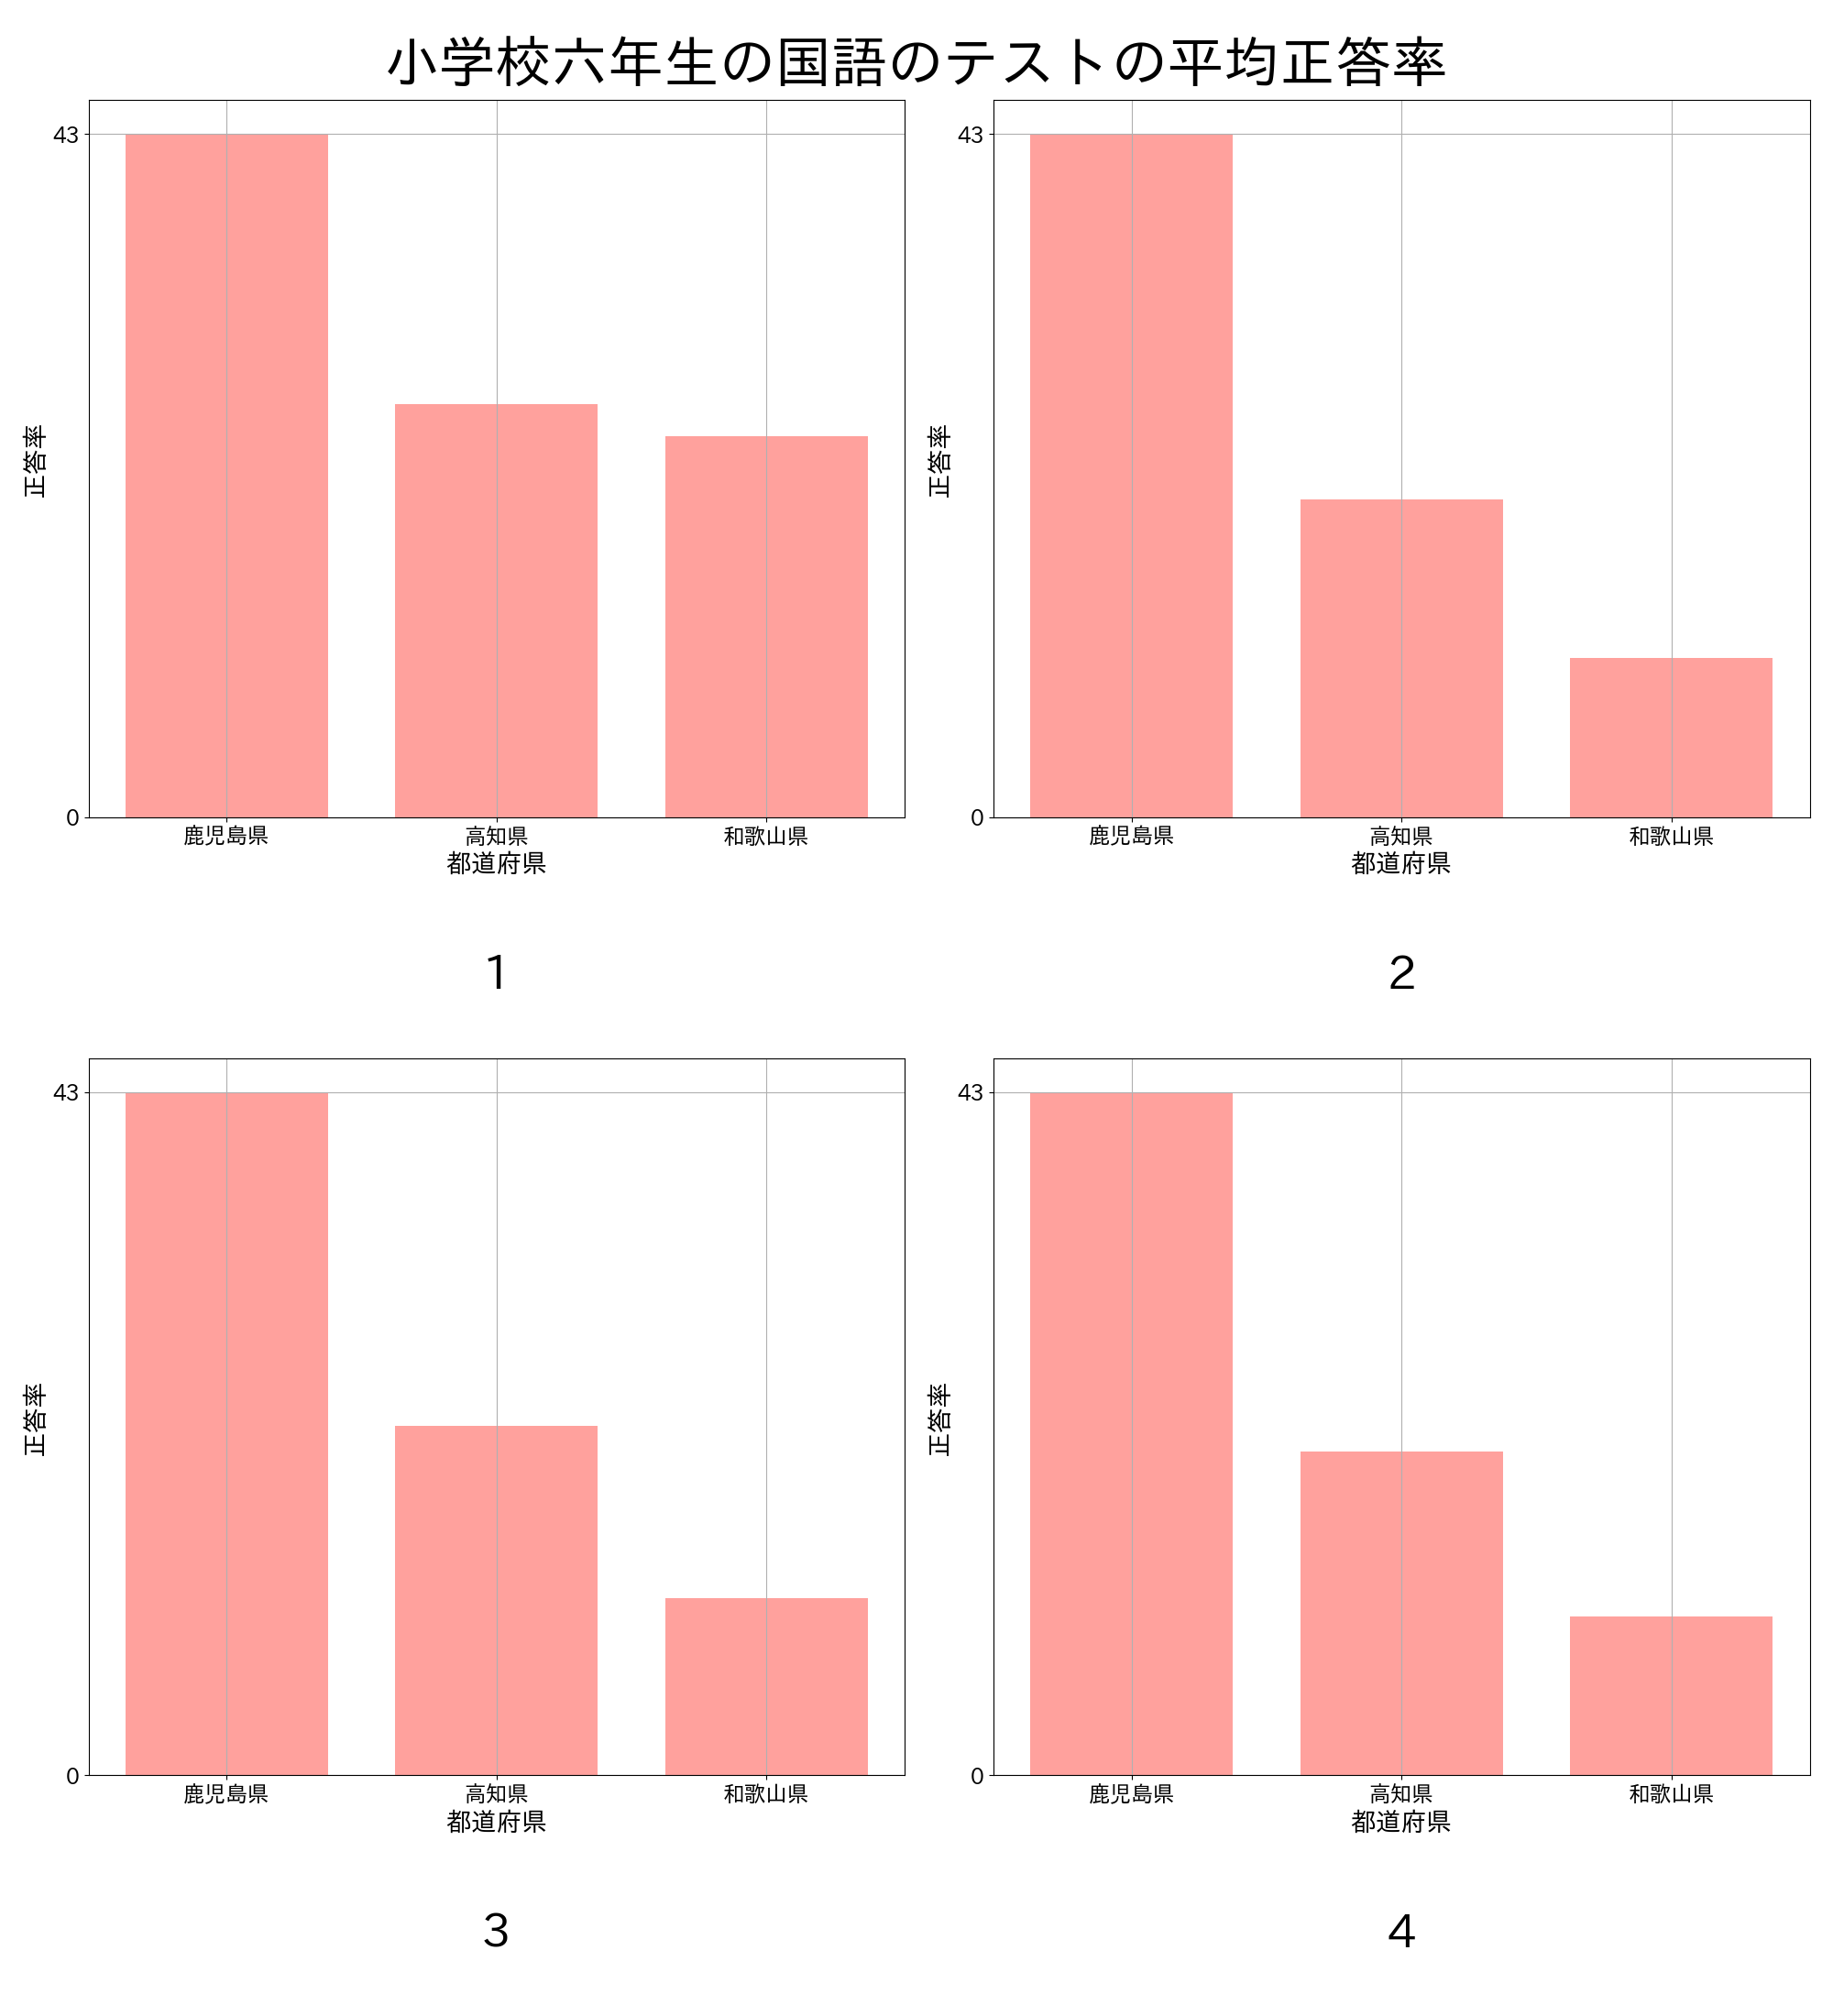 小学校六年生の国語のテストの平均正答率
43
0
正答率
鹿児島県 高知県 和歌山県
都道府県
1
43
0
正答率
鹿児島県 高知県 和歌山県
都道府県
2
43
0
正答率
鹿児島県 高知県 和歌山県
都道府県
3
43
0
正答率
鹿児島県 高知県 和歌山県
都道府県
4